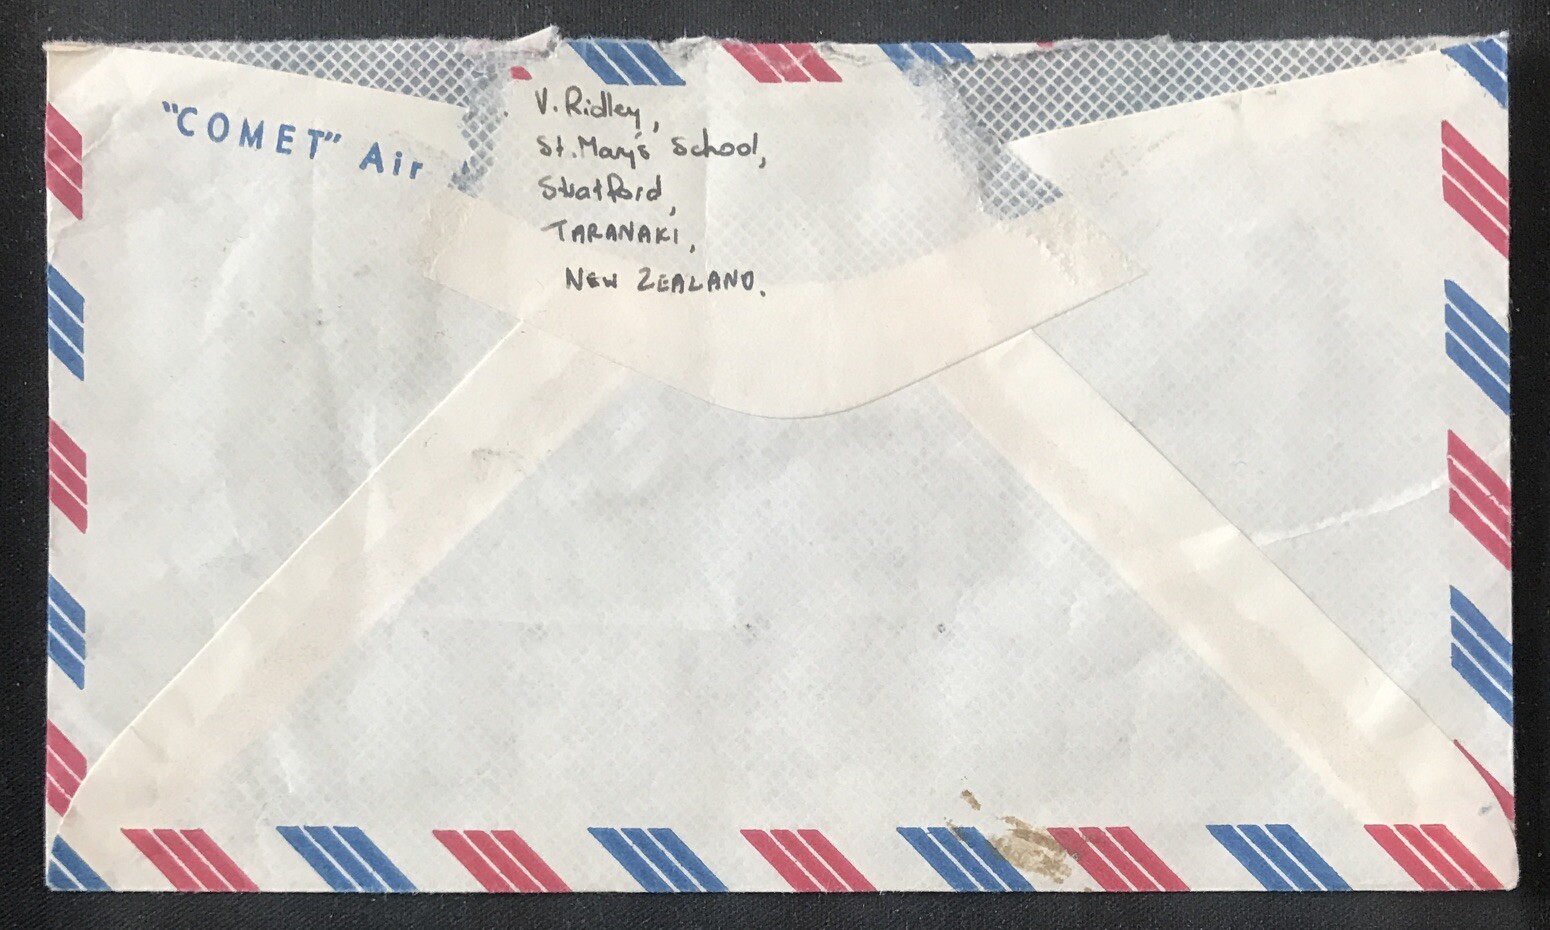 "COMET" Air
V. Ridley,
St. Mary's School,
Stratford,
TARANAKI,
NEW ZEALAND.